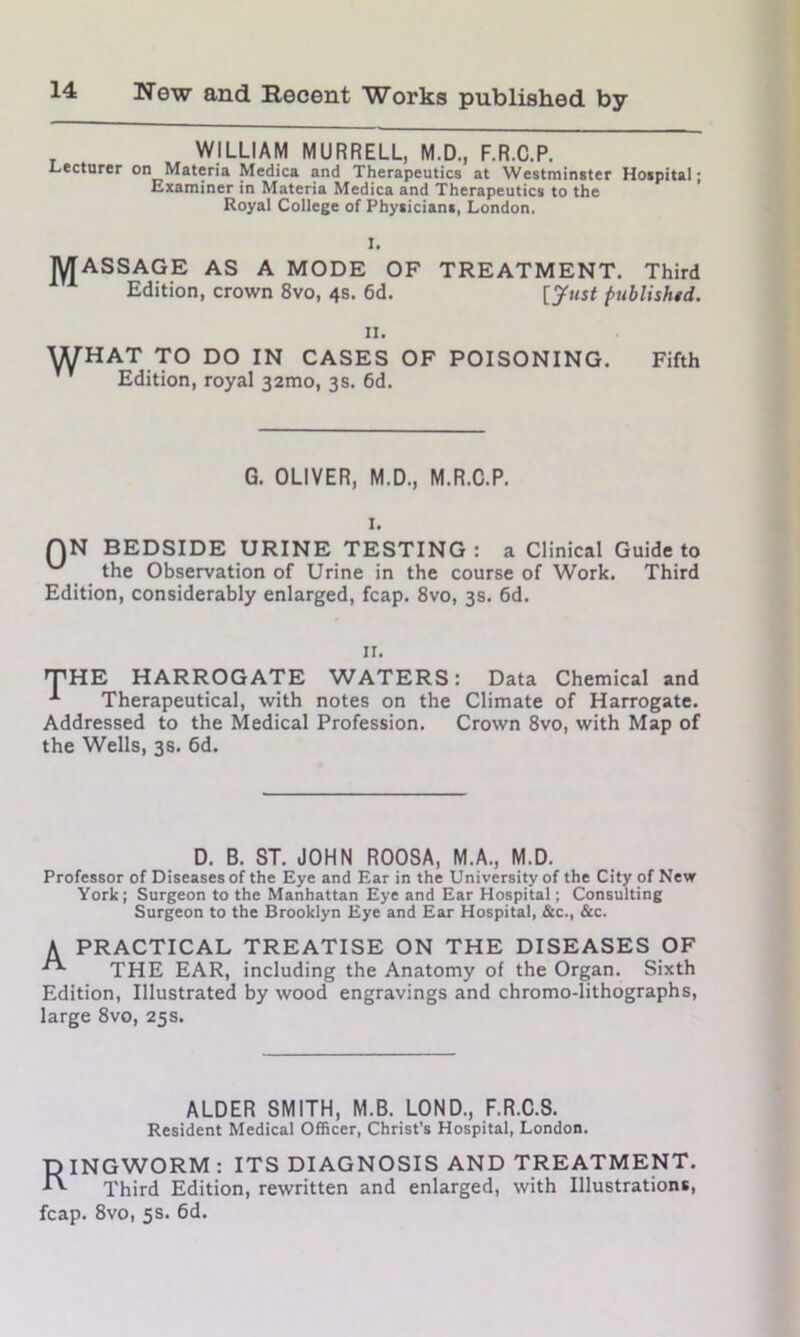 14 New and Recent Works published by
WILLIAM MURRELL, M.D., F.R.C.P.
Lecturer on Materia Medica and Therapeutics at Westminster Hospital;
Examiner in Materia Medica and Therapeutics to the
Royal College of Physicians, London.
I.
MASSAGE AS A MODE OF TREATMENT. Third
Edition, crown 8vo, 4s. 6d. [Just published.
II.
WHAT TO DO IN CASES OF POISONING. Fifth
Edition, royal 32mo, 3s. 6d.
G. OLIVER, M.D., M.R.C.P.
I.
ON BEDSIDE URINE TESTING : a Clinical Guide to
the Observation of Urine in the course of Work. Third
Edition, considerably enlarged, fcap. 8vo, 3s. 6d.
II.
THE HARROGATE WATERS: Data Chemical and
Therapeutical, with notes on the Climate of Harrogate.
Addressed to the Medical Profession. Crown 8vo, with Map of
the Wells, 3s. 6d.
D. B. ST. JOHN ROOSA, M.A., M.D.
Professor of Diseases of the Eye and Ear in the University of the City of New
York; Surgeon to the Manhattan Eye and Ear Hospital; Consulting
Surgeon to the Brooklyn Eye and Ear Hospital, &c., &c.
A PRACTICAL TREATISE ON THE DISEASES OF
THE EAR, including the Anatomy of the Organ. Sixth
Edition, Illustrated by wood engravings and chromo-lithographs,
large 8vo, 25s.
ALDER SMITH, M.B. LOND., F.R.C.S.
Resident Medical Officer, Christ's Hospital, London.
RINGWORM : ITS DIAGNOSIS AND TREATMENT.
Third Edition, rewritten and enlarged, with Illustrations,
fcap. 8vo, 5s. 6d.